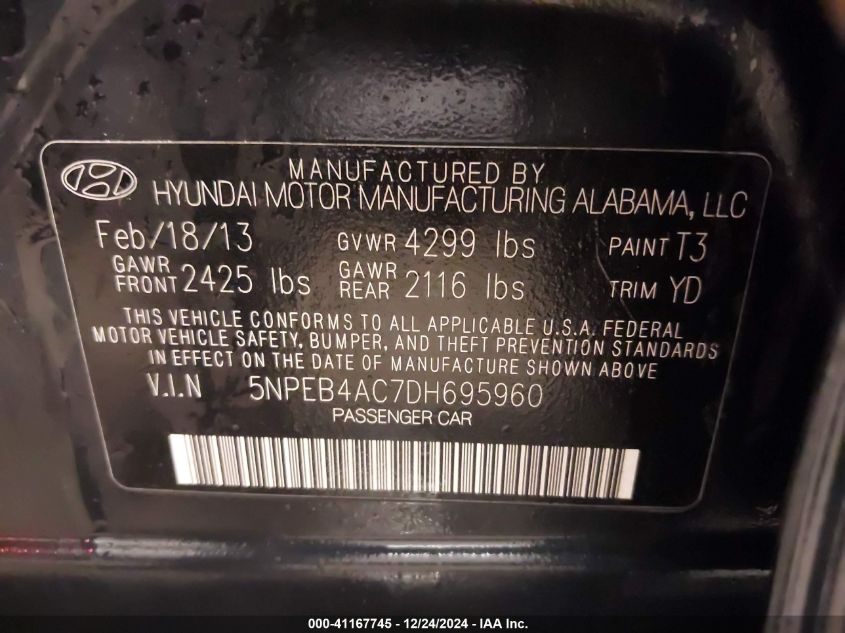 MANUFACTURED BY
HYUNDAI MOTOR MANUFACTURING ALABAMA, LLC
Feb/18/13 GVWR 4299 lbs PAINT T3
GAWR FRONT 2425 lbs GAWR REAR 2116 lbs TRIM YD
THIS VEHICLE CONFORMS TO ALL APPLICABLE U.S.A. FEDERAL
MOTOR VEHICLE SAFETY, BUMPER, AND THEFT PREVENTION STANDARDS
IN EFFECT ON THE DATE OF MANUFACTURE SHOWN ABOVE
V.I.N 5NPEB4AC7DH695960
PASSENGER CAR
000-41167745 - 12/24/2024 - IAA Inc.